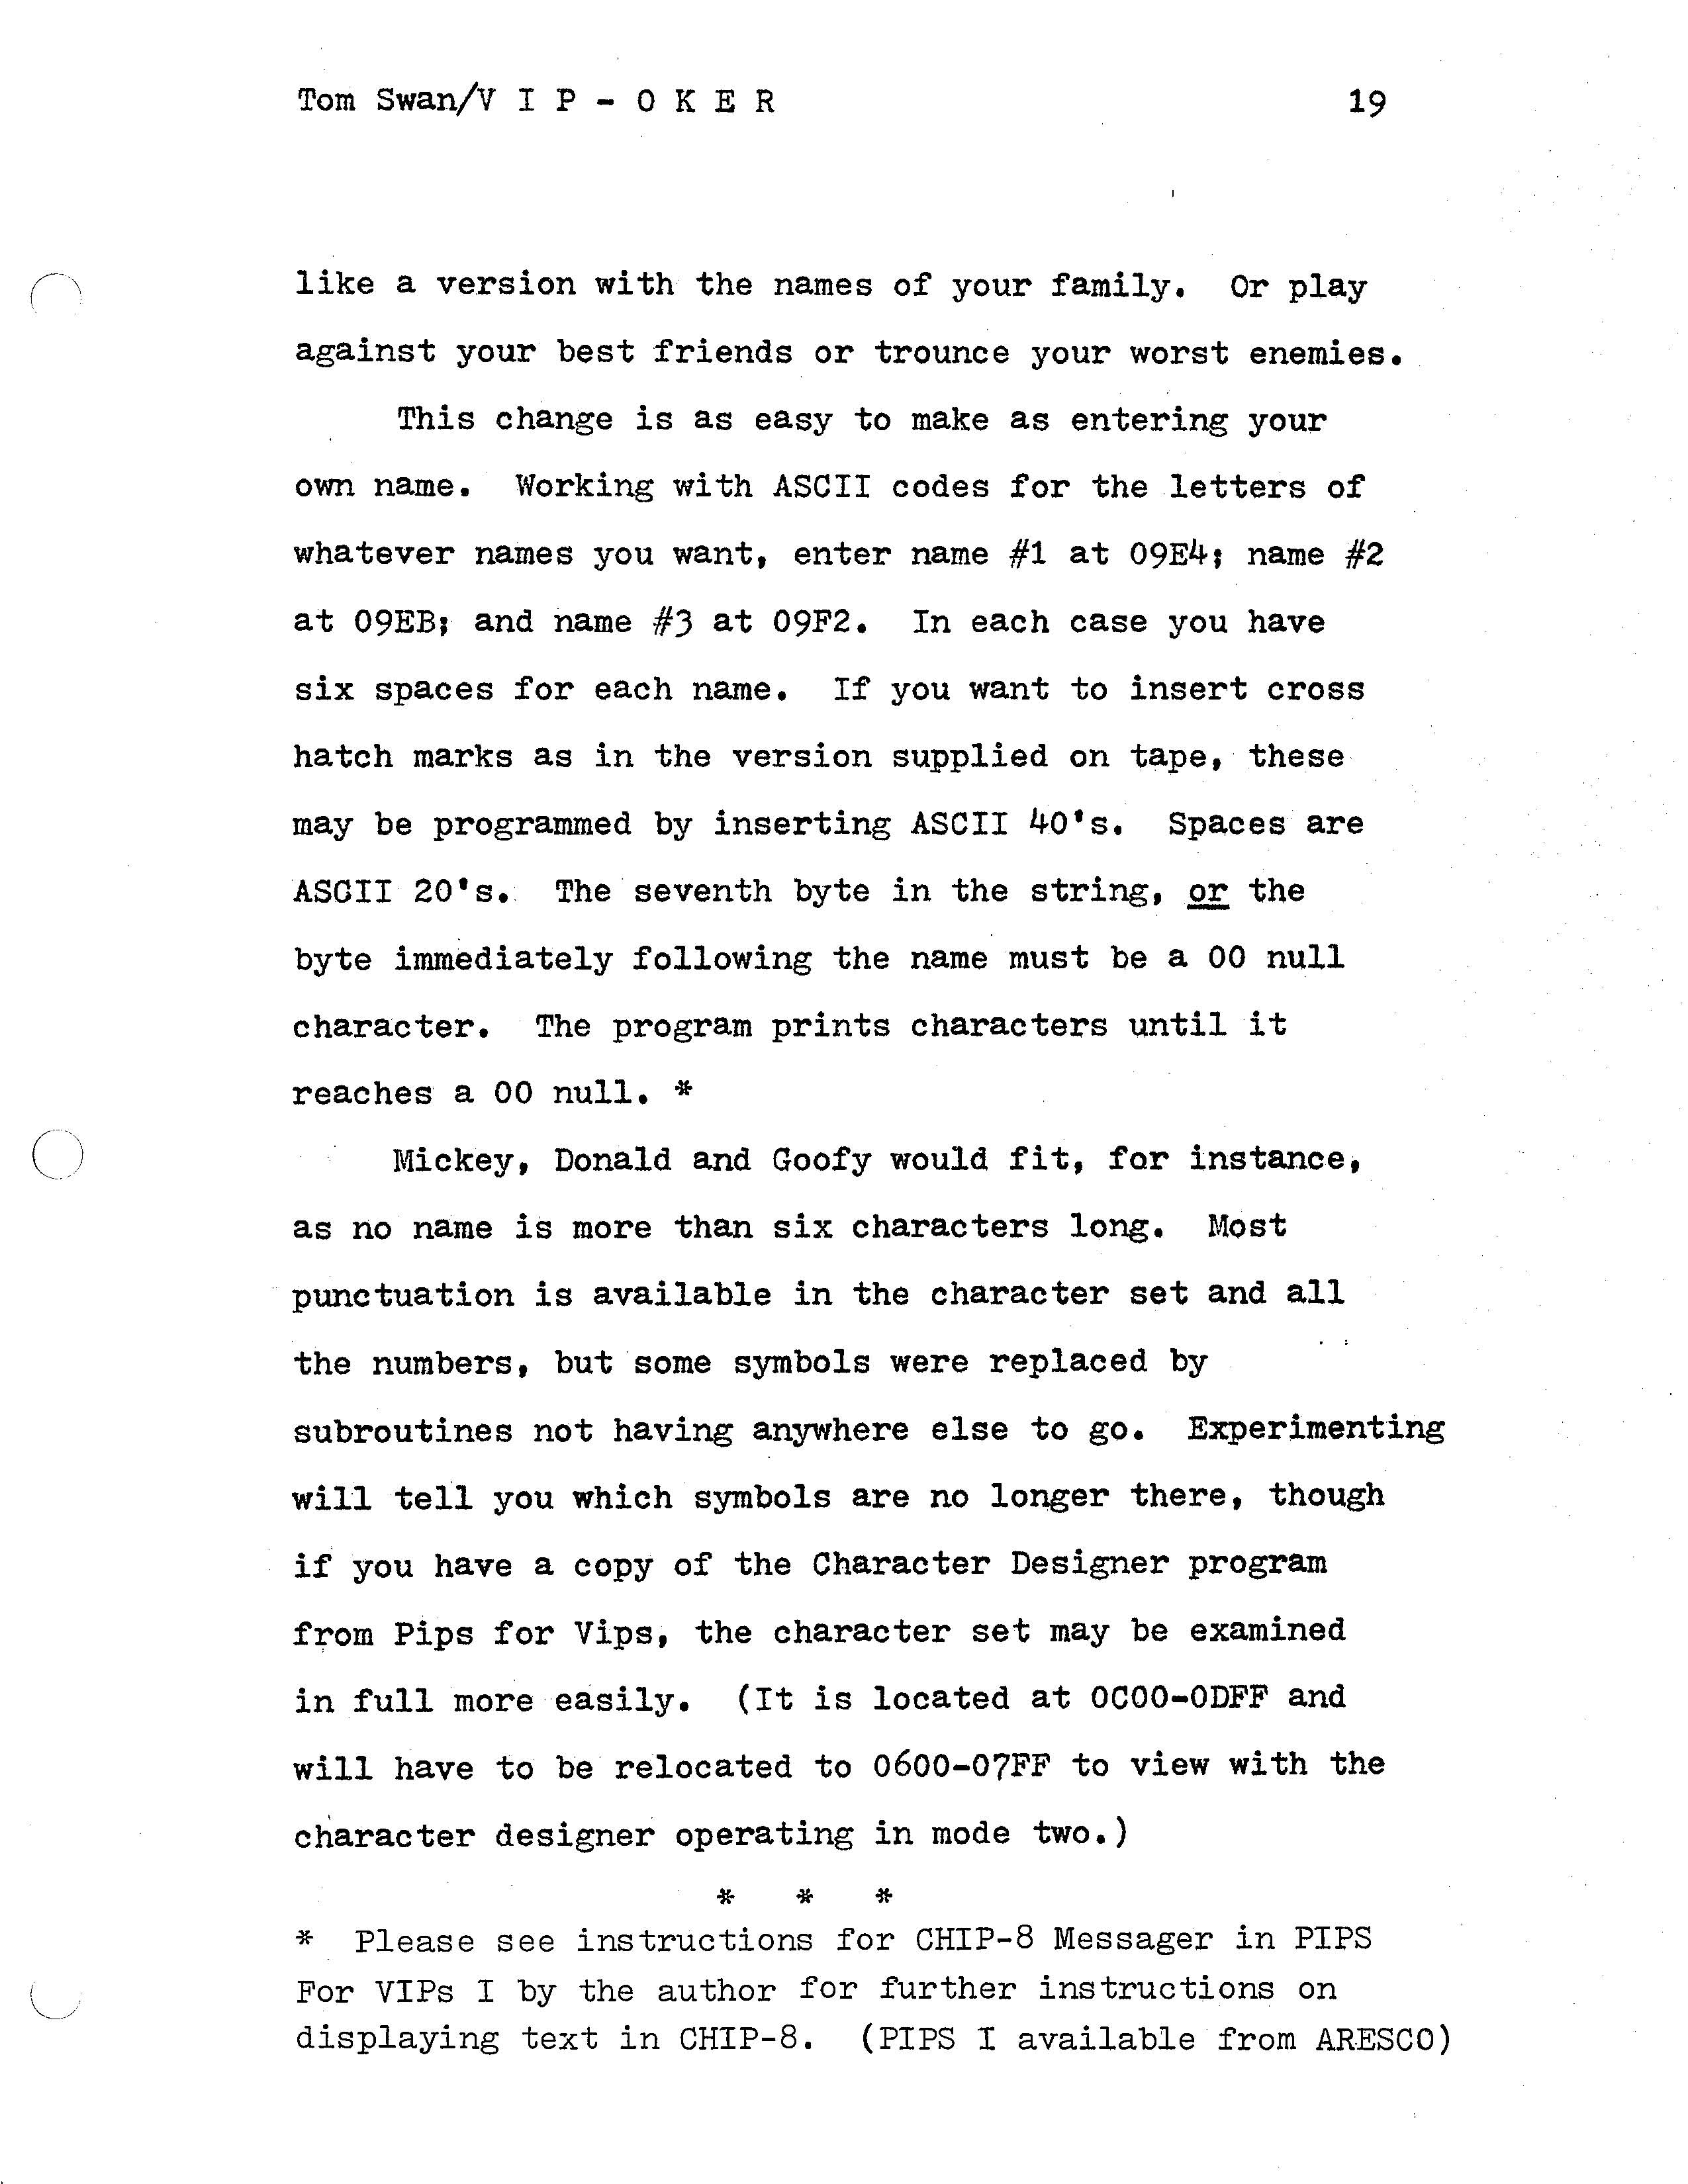 Tom Swan/V I P - O K E R 19
like a version with the names of your family. Or play
against your best friends or trounce your worst enemies.
This change is as easy to make as entering your
own name. Working with ASCII codes for the letters of
whatever names you want, enter name #1 at 09E4; name #2
at 09EB; and name #3 at 09F2. In each case you have
six spaces for each name. If you want to insert cross
hatch marks as in the version supplied on tape, these
may be programmed by inserting ASCII 40's. Spaces are
ASCII 20's. The seventh byte in the string, or the
byte immediately following the name must be a 00 null
character. The program prints characters until it
reaches a 00 null. *
Mickey, Donald and Goofy would fit, for instance,
as no name is more than six characters long. Most
punctuation is available in the character set and all
the numbers, but some symbols were replaced by
subroutines not having anywhere else to go. Experimenting
will tell you which symbols are no longer there, though
if you have a copy of the Character Designer program
from Pips for Vips, the character set may be examined
in full more easily. (It is located at 0C00-0DFF and
will have to be relocated to 0600-07FF to view with the
character designer operating in mode two.)
* * *
* Please see instructions for CHIP-8 Messager in PIPS
For VIPs I by the author for further instructions on
displaying text in CHIP-8. (PIPS I available from ARESCO)